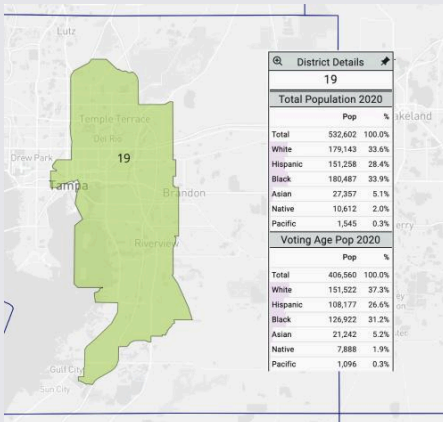 Lutz
Temple Terrace
Del Rio
Drew Park
19
Tampa
Brandon
Riverview
Gulf City
Sun City
District Details
19
Total Population 2020
Pop %
Total 532,602 100.0%
White 179,143 33.6%
Hispanic 151,258 28.4%
Black 180,487 33.9%
Asian 27,357 5.1%
Native 10,612 2.0%
Pacific 1,545 0.3%
Voting Age Pop 2020
Pop %
Total 406,560 100.0%
White 151,522 37.3%
Hispanic 108,177 26.6%
Black 126,922 31.2%
Asian 21,242 5.2%
Native 7,888 1.9%
Pacific 1,096 0.3%
akeland